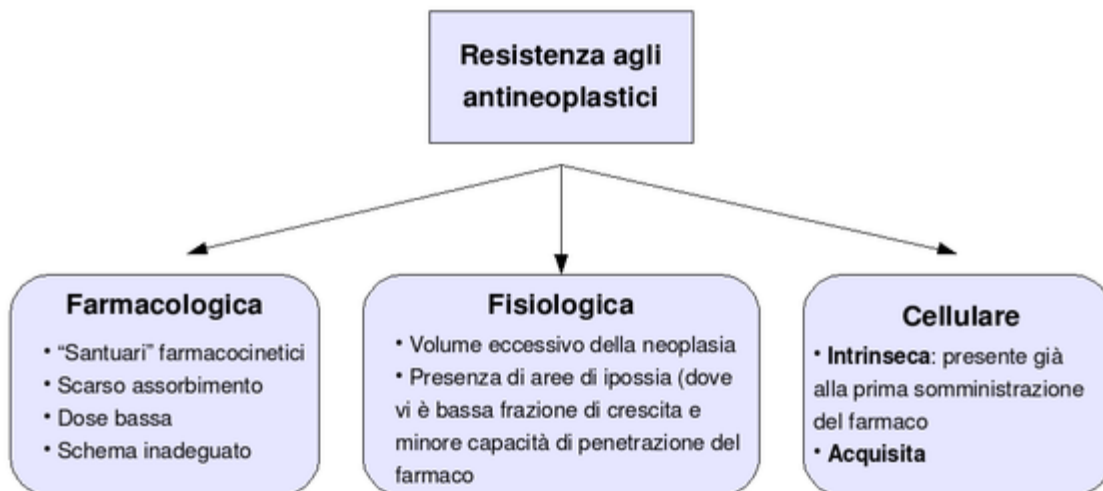 Resistenza agli
antineoplastici
Farmacologica
• “Santuari” farmacocinetici
• Scarso assorbimento
• Dose bassa
• Schema inadeguato
Fisiologica
• Volume eccessivo della neoplasia
• Presenza di aree di ipossia (dove
vi è bassa frazione di crescita e
minore capacità di penetrazione del
farmaco
Cellulare
• Intrinseca: presente già
alla prima somministrazione
del farmaco
• Acquisita